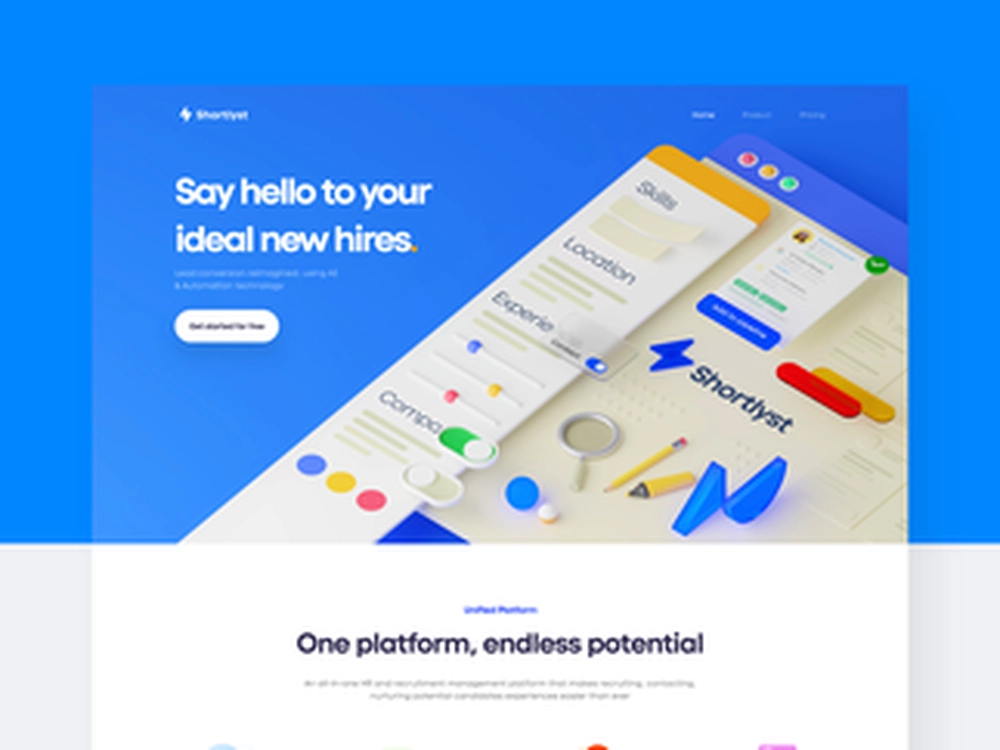 Shortlyst
Home
Product
Pricing
Say hello to your
ideal new hires.
Lead conversion reimagined, using AI
& Automation technology
Get started for free
Skills
Location
Experie
Contact
Compa
Shortlyst
Unified Platform
One platform, endless potential
An all-in-one HR and recruitment management platform that makes recruiting, contacting,
nurturing potential candidates experiences easier than ever